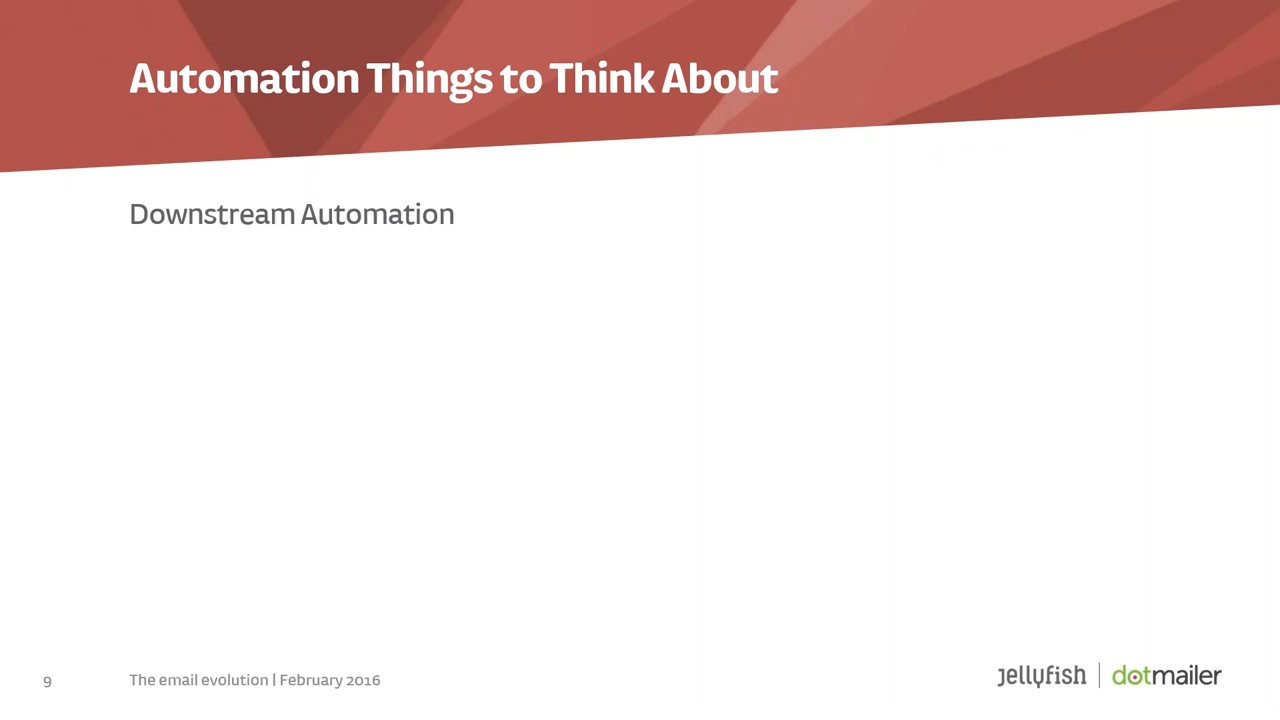 Automation Things to Think About
Downstream Automation
9
The email evolution | February 2016
jellyfish | dotmailer